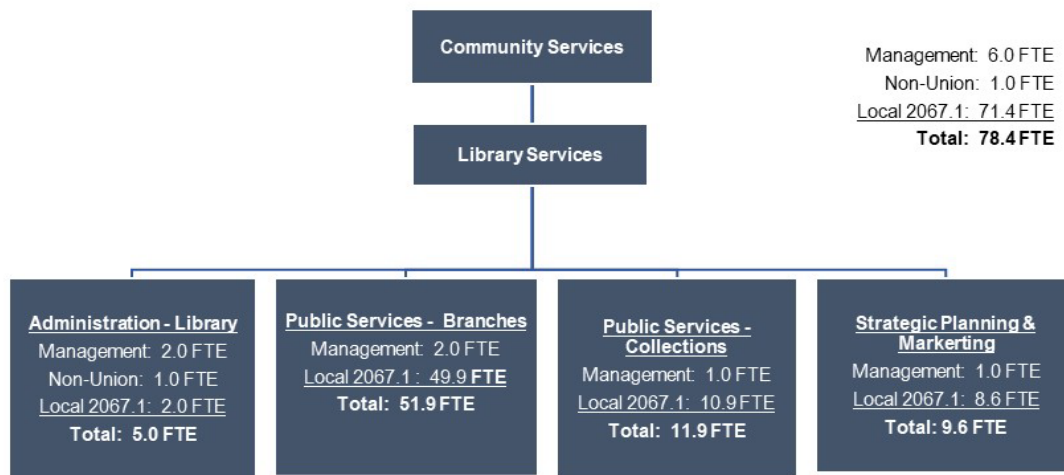 Community Services
Management: 6.0 FTE
Non-Union: 1.0 FTE
Local 2067.1: 71.4 FTE
Total: 78.4 FTE
Library Services
Administration - Library
Management: 2.0 FTE
Non-Union: 1.0 FTE
Local 2067.1: 2.0 FTE
Total: 5.0 FTE
Public Services - Branches
Management: 2.0 FTE
Local 2067.1 : 49.9 FTE
Total: 51.9 FTE
Public Services -
Collections
Management: 1.0 FTE
Local 2067.1: 10.9 FTE
Total: 11.9 FTE
Strategic Planning &
Markerting
Management: 1.0 FTE
Local 2067.1: 8.6 FTE
Total: 9.6 FTE